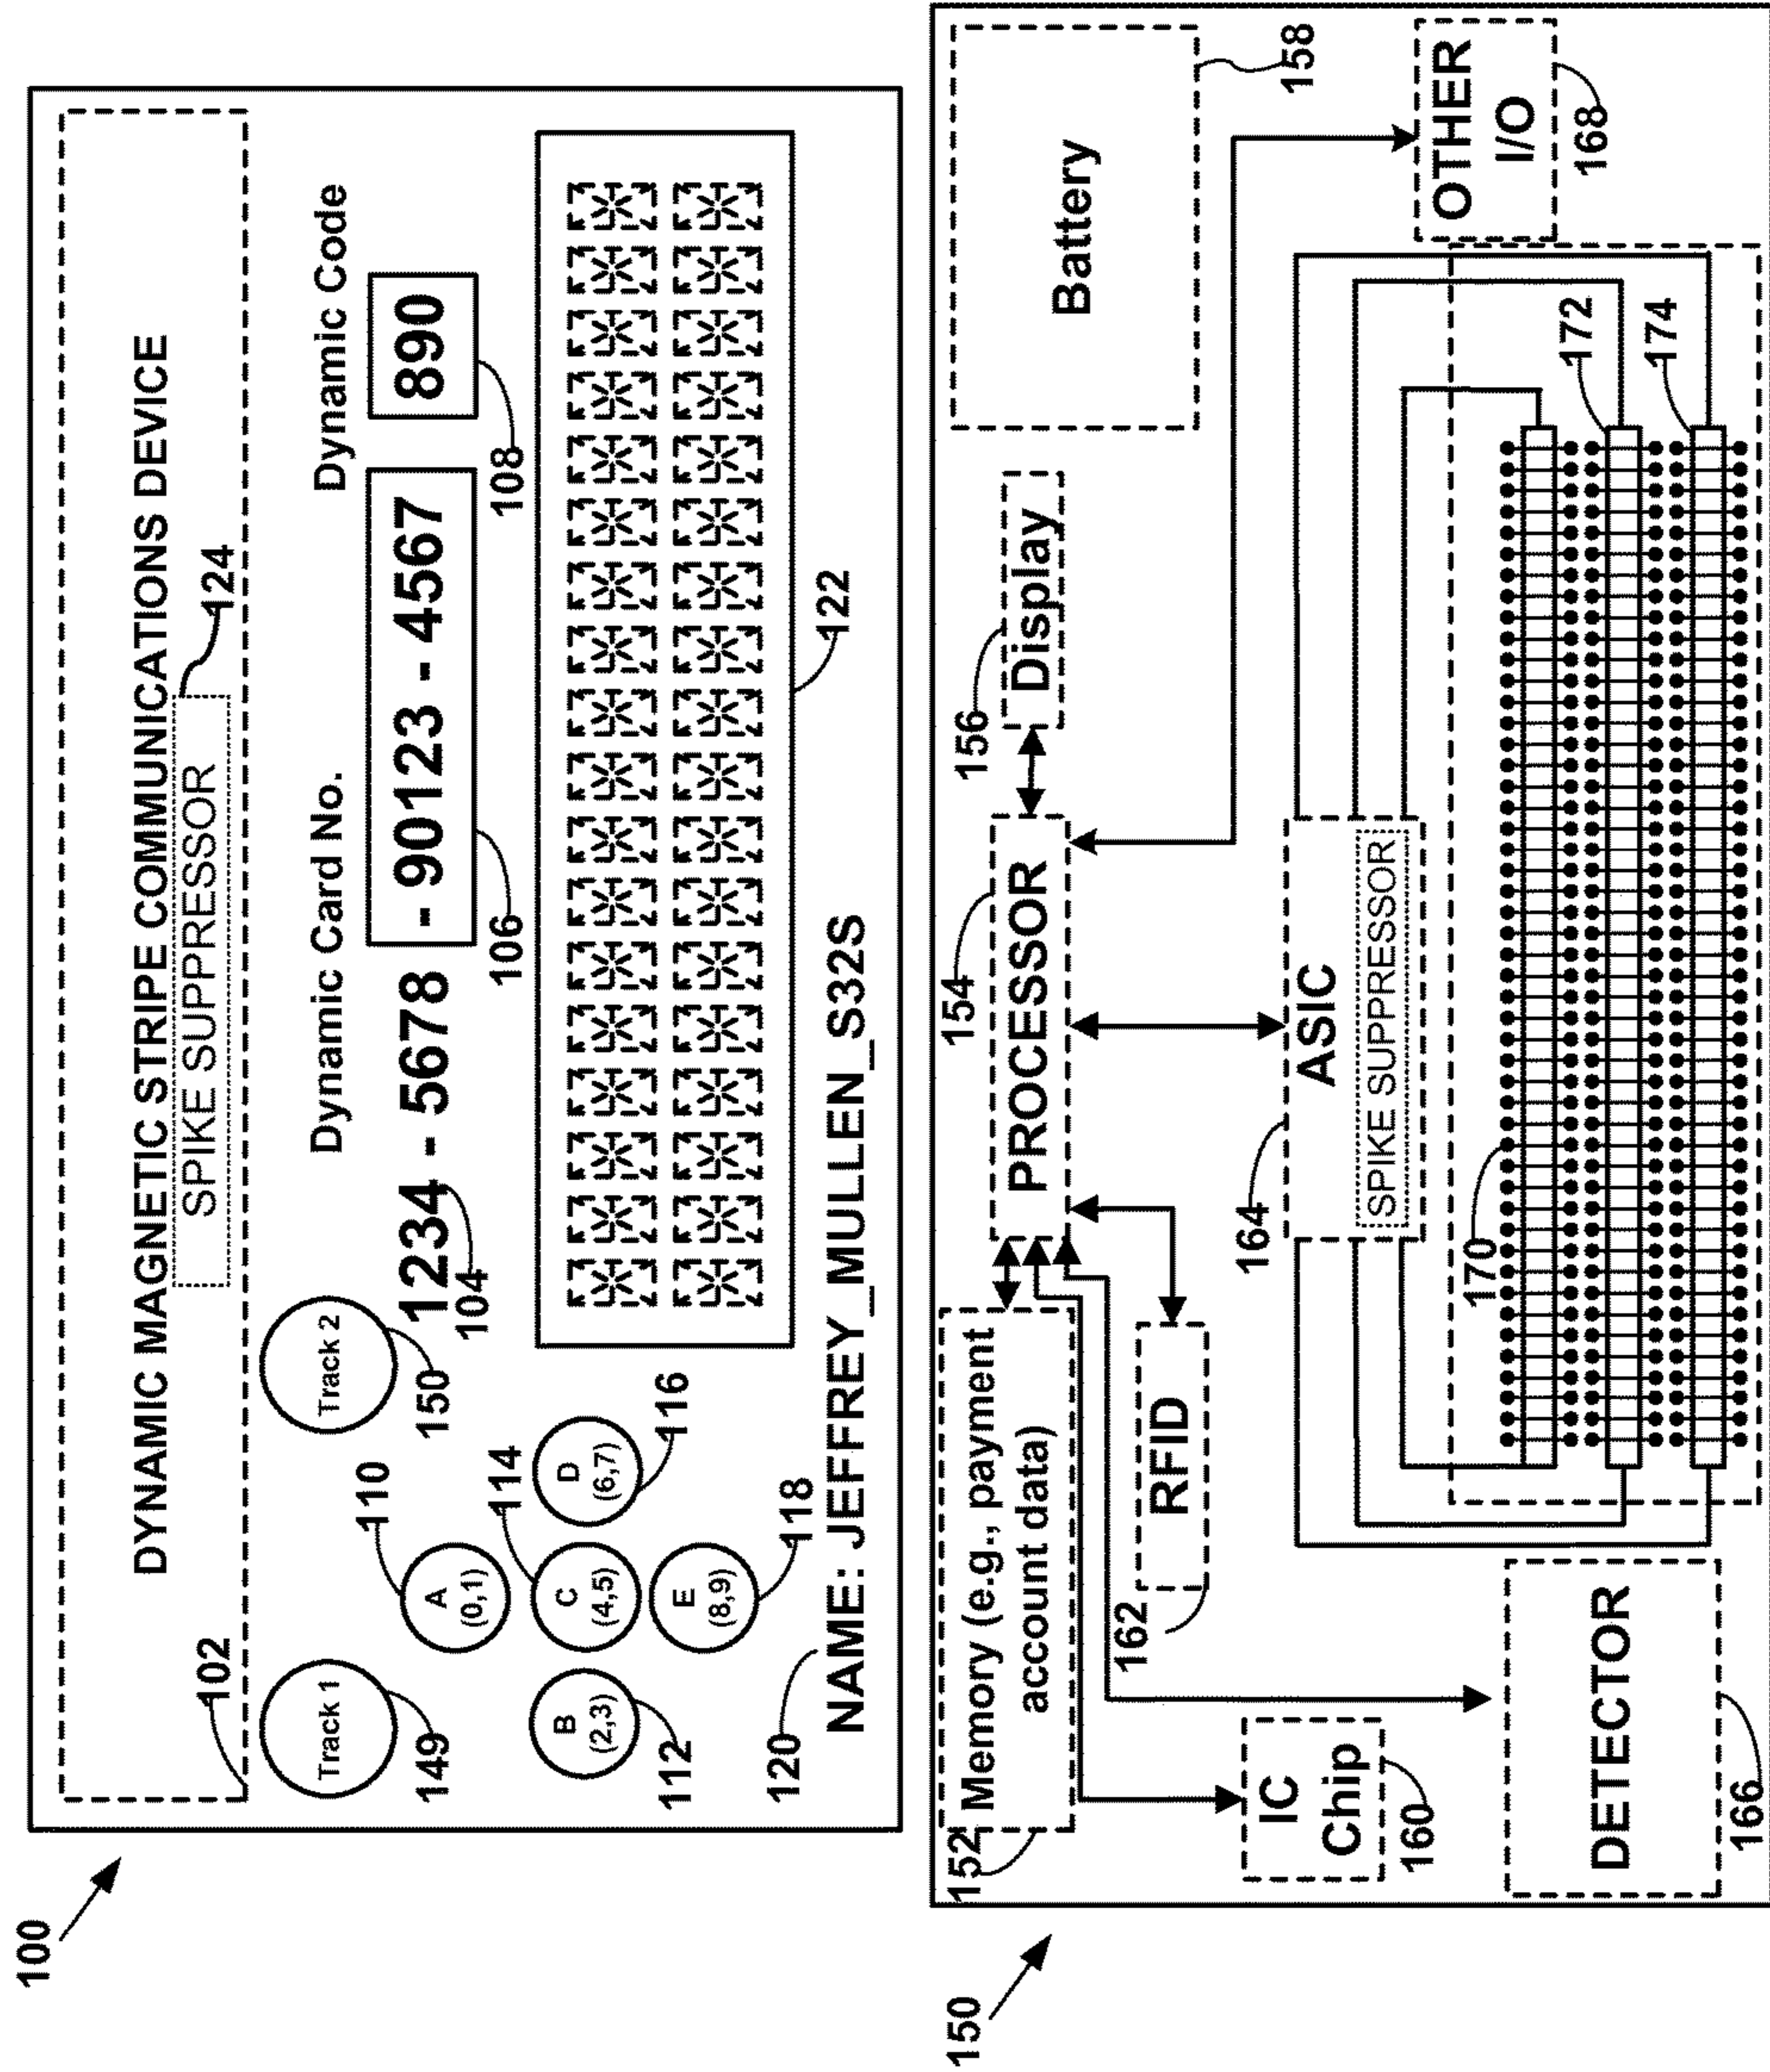 100
DYNAMIC MAGNETIC STRIPE COMMUNICATIONS DEVICE
SPIKE SUPPRESSOR
124
102
Track 1
149
Track 2
150
Dynamic Card No.
Dynamic Code
1234 - 5678 - 90123 - 4567
890
104
106
108
110
A
(0,1)
B
(2,3)
112
114
C
(4,5)
D
(6,7)
116
E
(8,9)
118
122
120
NAME: JEFFREY_MULLEN_S32S
150
152
Memory (e.g., payment
account data)
154
PROCESSOR
156
Display
Battery
158
IC
Chip
160
162
RFID
164
ASIC
SPIKE SUPPRESSOR
OTHER
I/O
168
DETECTOR
166
170
172
174